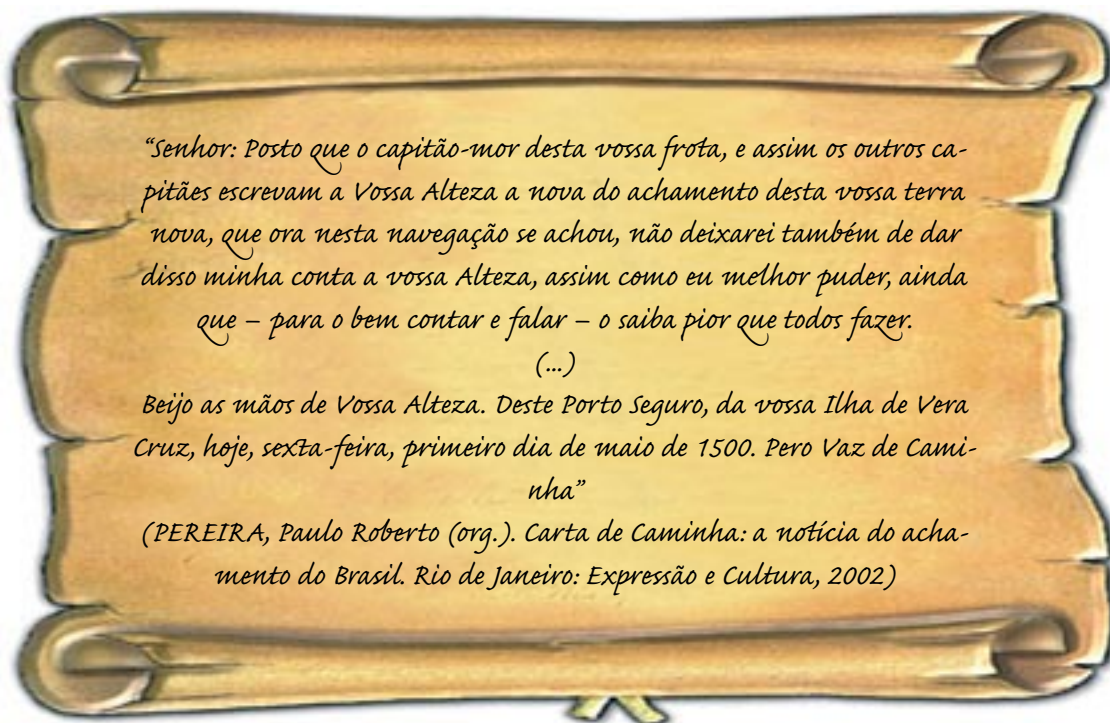 “Senhor: Posto que o capitão-mor desta vossa frota, e assim os outros ca-
pitães escrevam a Vossa Alteza a nova do achamento desta vossa terra
nova, que ora nesta navegação se achou, não deixarei também de dar
disso minha conta a vossa Alteza, assim como eu melhor puder, ainda
que – para o bem contar e falar – o saiba pior que todos fazer.
(...)
Beijo as mãos de Vossa Alteza. Deste Porto Seguro, da vossa Ilha de Vera
Cruz, hoje, sexta-feira, primeiro dia de maio de 1500. Pero Vaz de Cami-
nha”
(PEREIRA, Paulo Roberto (org.). Carta de Caminha: a notícia do acha-
mento do Brasil. Rio de Janeiro: Expressão e Cultura, 2002)